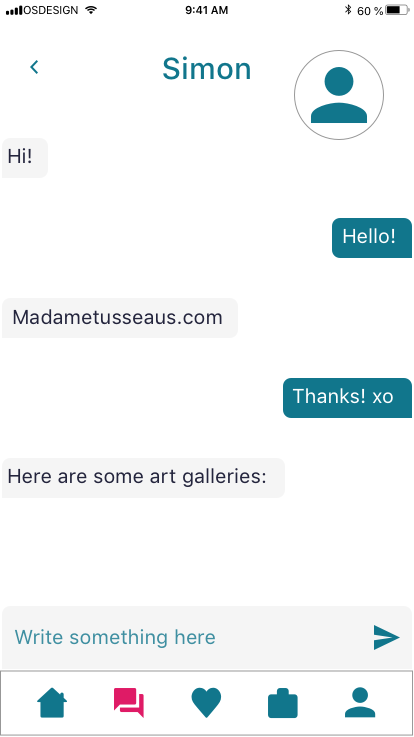 IOSDESIGN 9:41 AM 60 %
Simon
Hi!
Hello!
Madametusseaus.com
Thanks! xo
Here are some art galleries:
Write something here